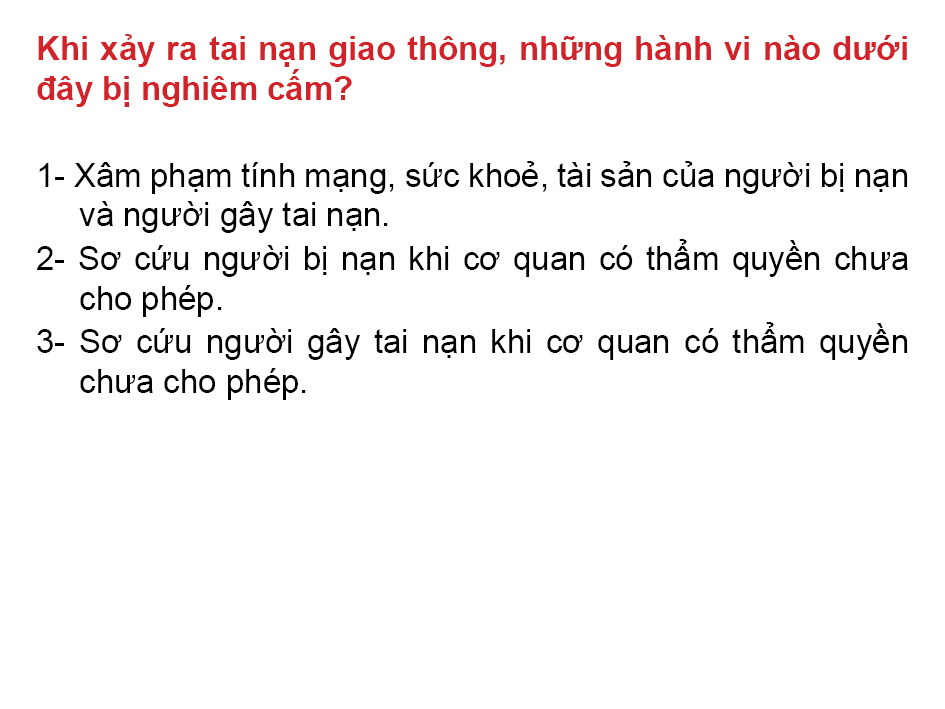 Khi xảy ra tai nạn giao thông, những hành vi nào dưới
đây bị nghiêm cấm?
1- Xâm phạm tính mạng, sức khoẻ, tài sản của người bị nạn
và người gây tai nạn.
2- Sơ cứu người bị nạn khi cơ quan có thẩm quyền chưa
cho phép.
3- Sơ cứu người gây tai nạn khi cơ quan có thẩm quyền
chưa cho phép.